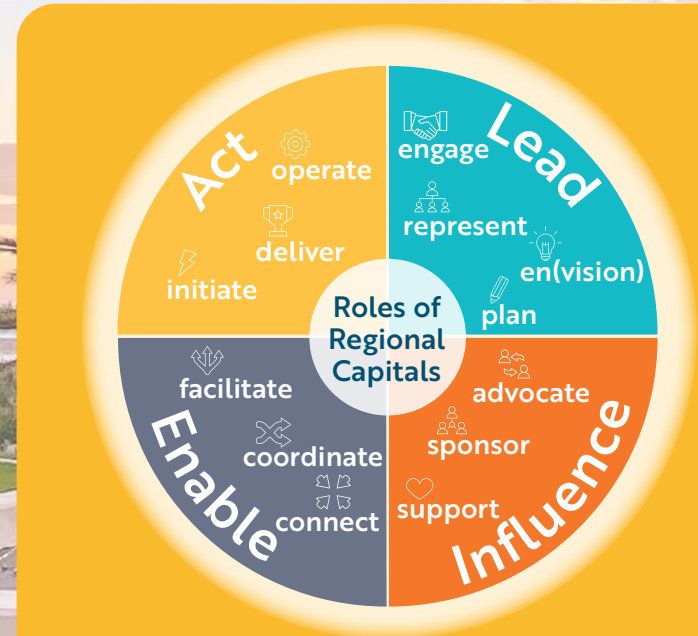 Act
operate
deliver
initiate
Lead
engage
represent
en(vision)
plan
Roles of
Regional
Capitals
Enable
facilitate
coordinate
connect
Influence
advocate
sponsor
support